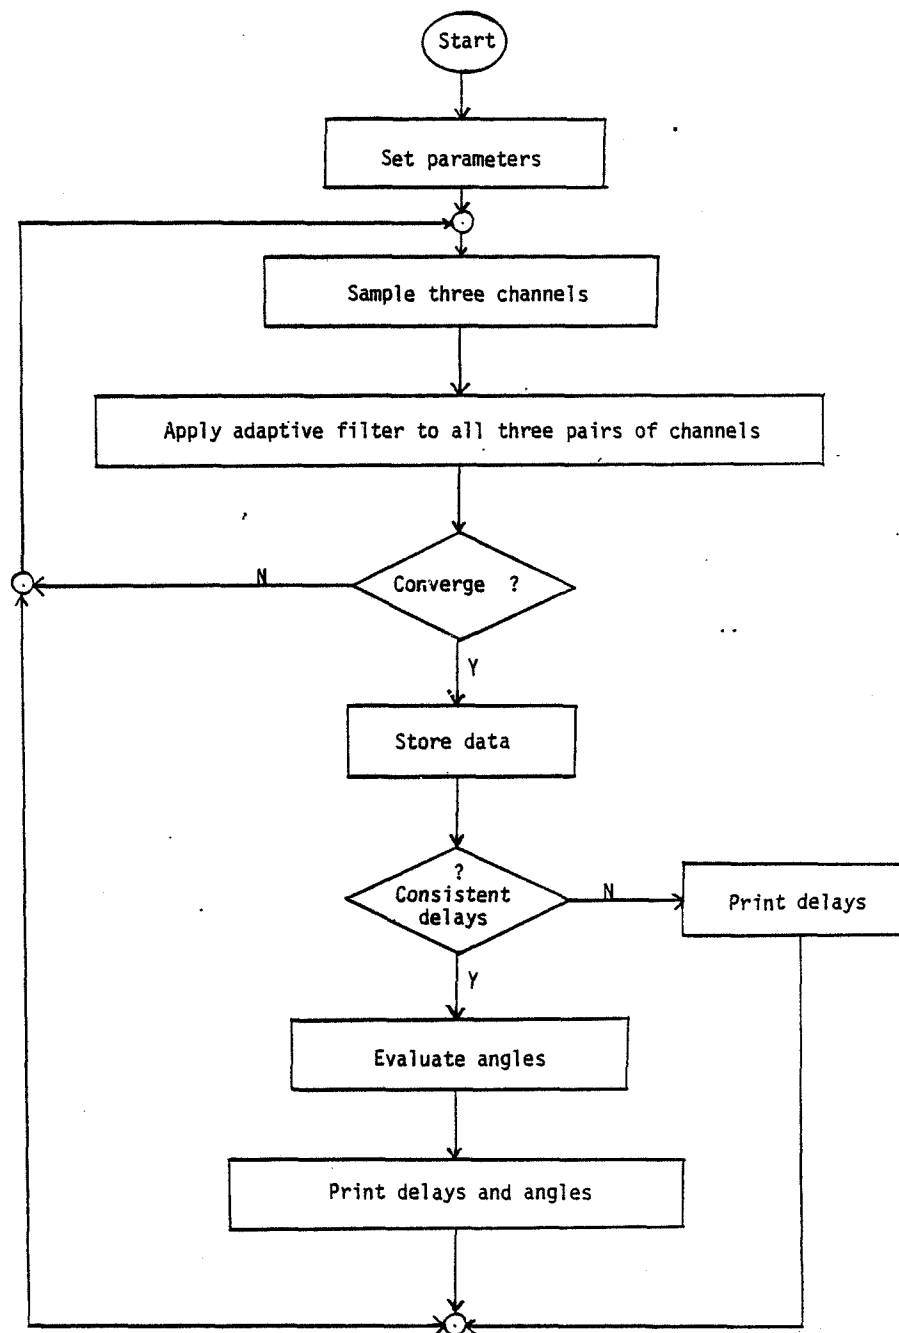 Start
Set parameters
Sample three channels
Apply adaptive filter to all three pairs of channels
N
Converge ?
Y
Store data
?
Consistent
delays
N
Print delays
Y
Evaluate angles
Print delays and angles